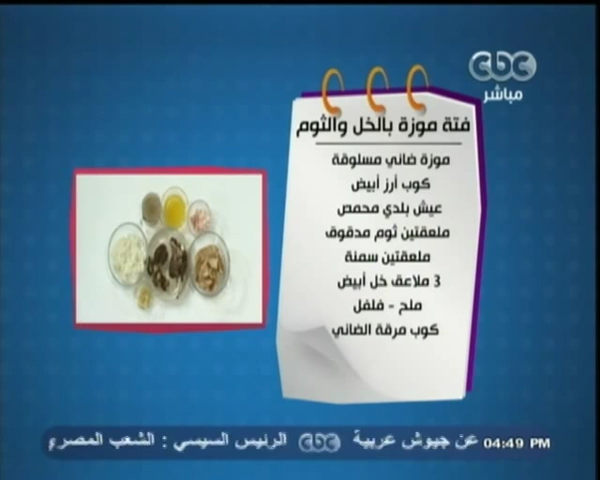 cbc
مباشر
فتة موزة بالخل والثوم
موزة ضاني مسلوقة
كوب أرز أبيض
عيش بلدي محمص
ملعقتين ثوم مدقوق
ملعقتين سمنة
3 ملاعق خل أبيض
ملح - فلفل
كوب مرقة الضاني
عن جيوش عربية cbc الرئيس السيسي : الشعب المصري
04:49 PM